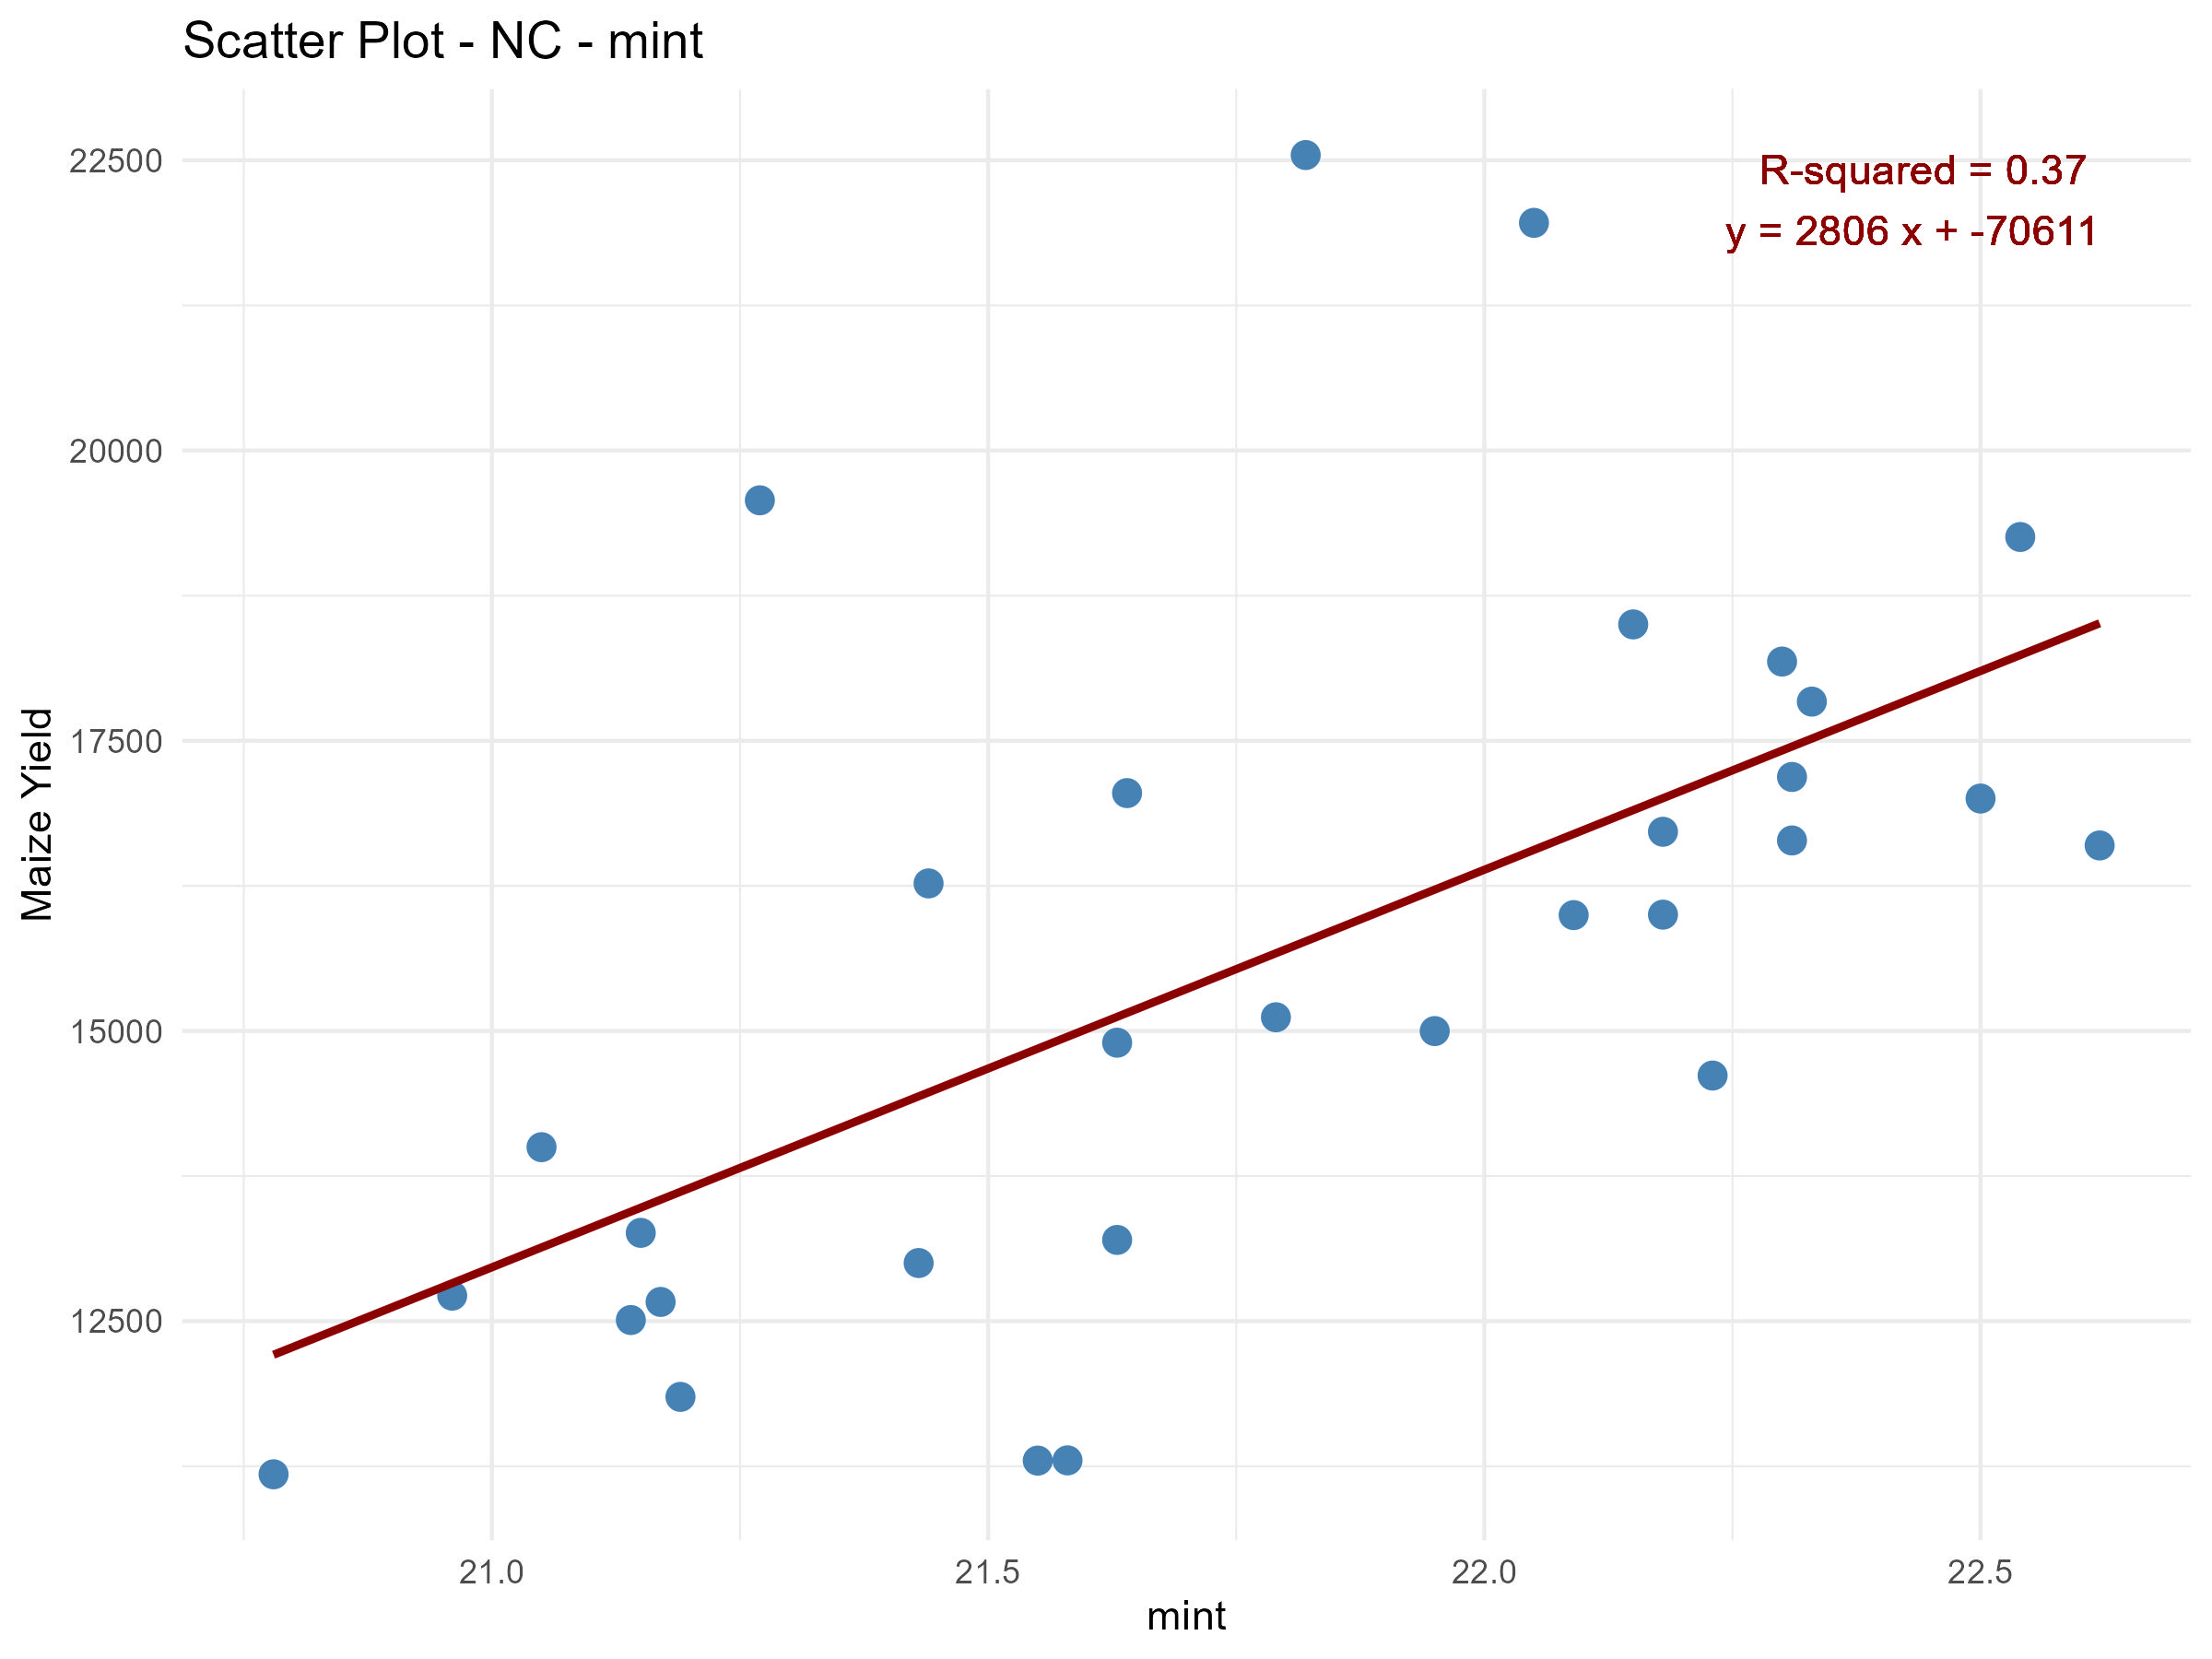 Scatter Plot - NC - mint
R-squared = 0.37
y = 2806 x + -70611
22500
20000
17500
15000
12500
Maize Yield
21.0
21.5
22.0
22.5
mint